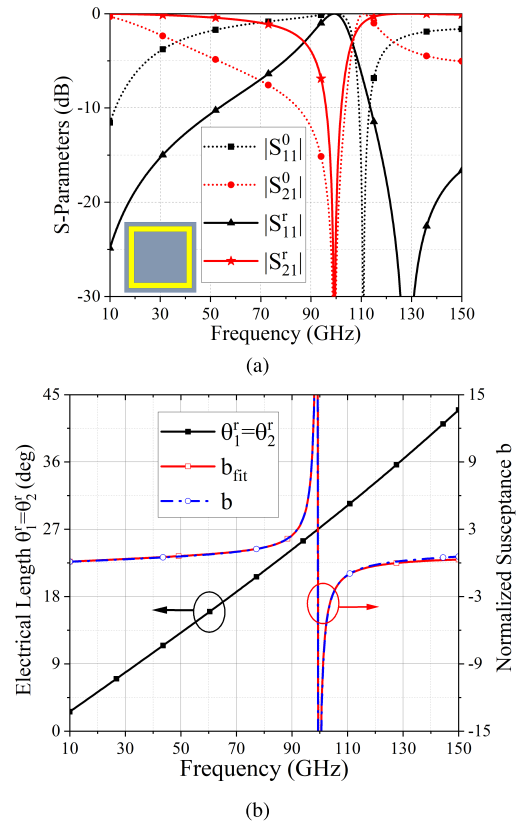 0
-10
-20
-30
S-Parameters (dB)
|S⁰₁₁|
|S⁰₂₁|
|Sʳ₁₁|
|Sʳ₂₁|
10 30 50 70 90 110 130 150
Frequency (GHz)
(a)
45
36
27
18
9
0
Electrical Length θʳ₁=θʳ₂ (deg)
θʳ₁=θʳ₂
b_fit
b
15
9
3
-3
-9
-15
Normalized Susceptance b
10 30 50 70 90 110 130 150
Frequency (GHz)
(b)